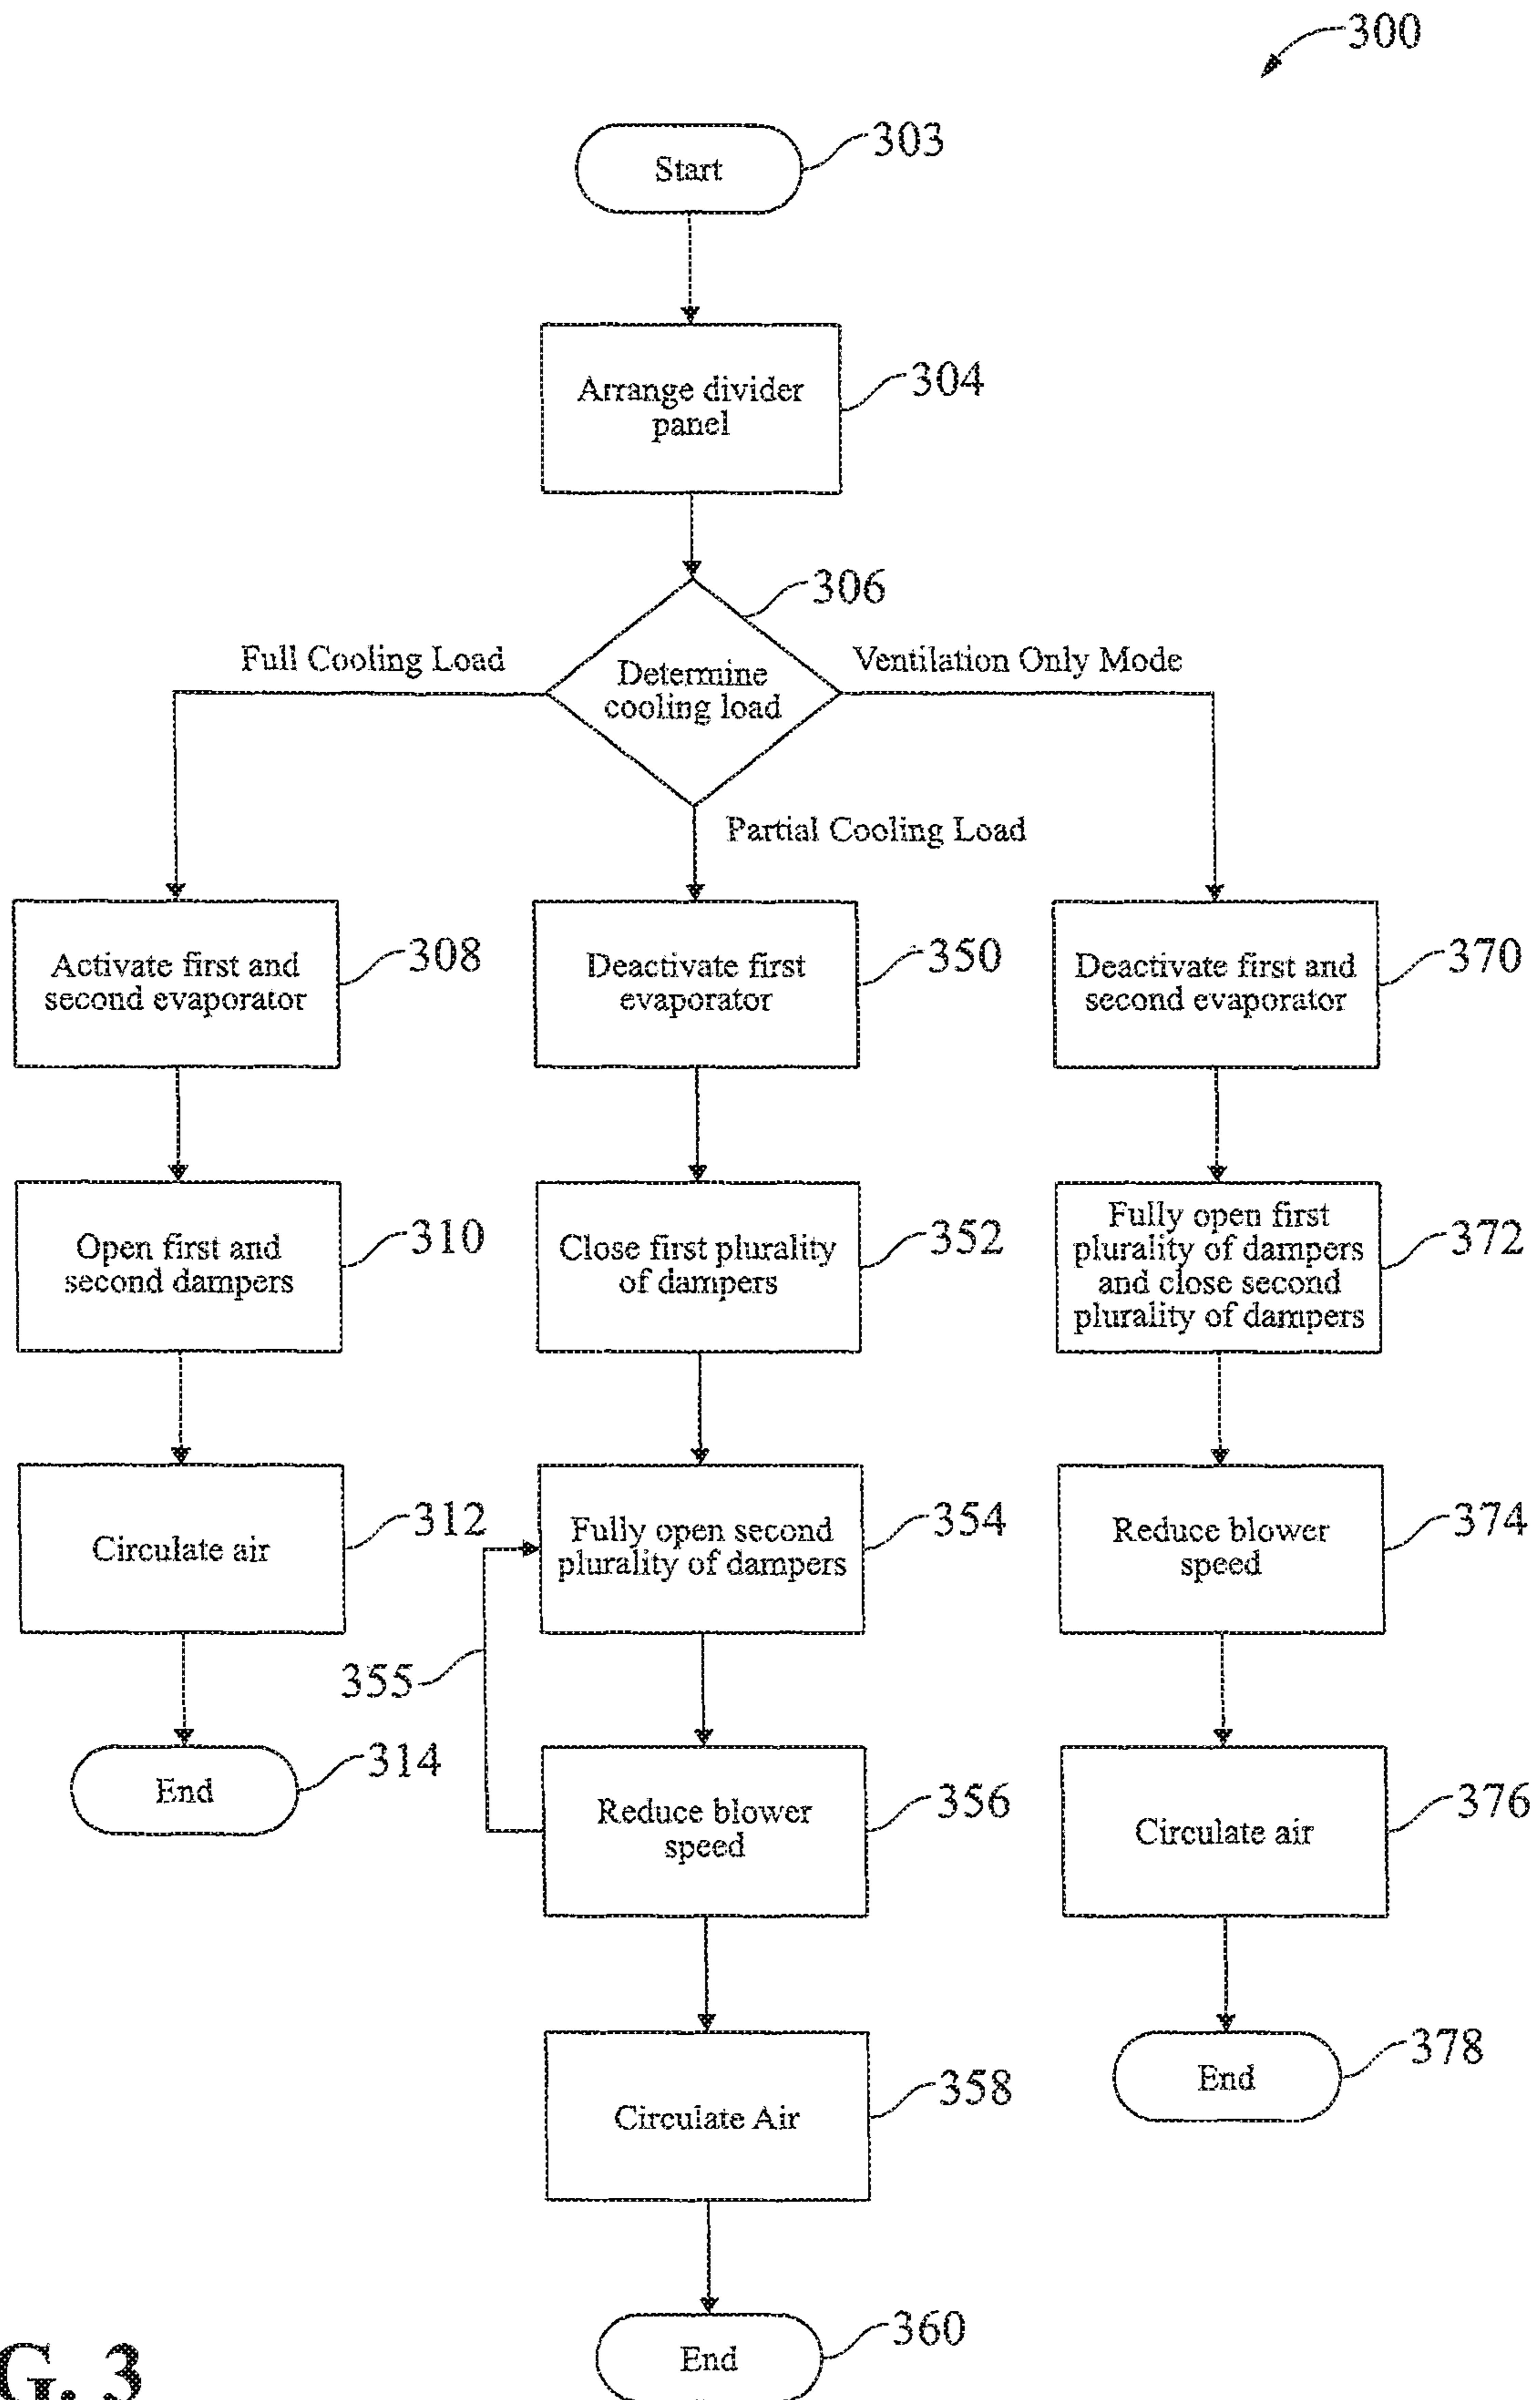 300
Start
303
Arrange divider
panel
304
306
Full Cooling Load
Determine
cooling load
Ventilation Only Mode
Partial Cooling Load
Activate first and
second evaporator
308
Open first and
second dampers
310
Circulate air
312
End
314
Deactivate first
evaporator
350
Close first plurality
of dampers
352
Fully open second
plurality of dampers
354
355
Reduce blower
speed
356
Circulate Air
358
End
360
Deactivate first and
second evaporator
370
Fully open first
plurality of dampers
and close second
plurality of dampers
372
Reduce blower
speed
374
Circulate air
376
End
378
G. 3